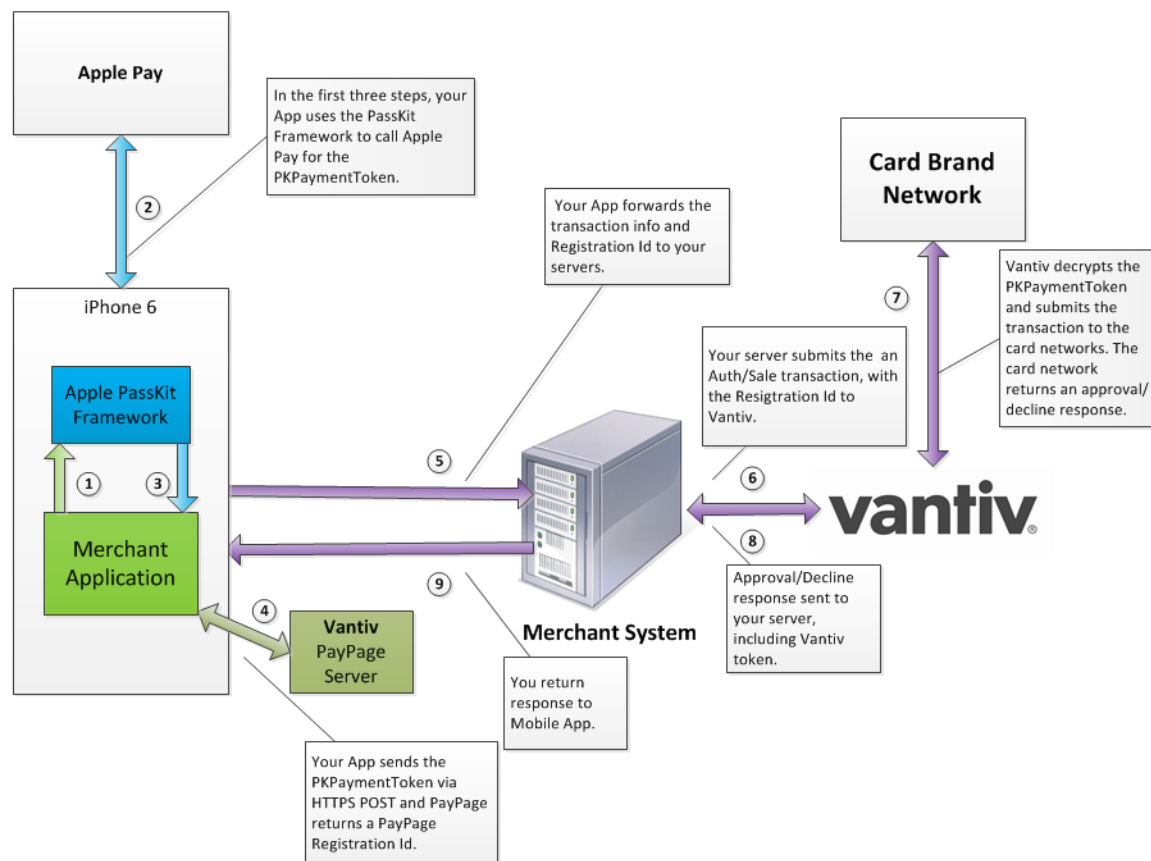 Apple Pay
In the first three steps, your
App uses the PassKit
Framework to call Apple
Pay for the
PKPaymentToken.
2
Card Brand
Network
Your App forwards the
transaction info and
Registration Id to your
servers.
Vantiv decrypts the
PKPaymentToken
and submits the
transaction to the
card networks. The
card network
returns an approval/
decline response.
7
iPhone 6
Apple PassKit
Framework
1
3
Merchant
Application
4
Vantiv
PayPage
Server
5
9
Your server submits the  an
Auth/Sale transaction, with
the Resigtration Id to
Vantiv.
6
8
vantiv®
Merchant System
Approval/Decline
response sent to
your server,
including Vantiv
token.
You return
response to
Mobile App.
Your App sends the
PKPaymentToken via
HTTPS POST and PayPage
returns a PayPage
Registration Id.